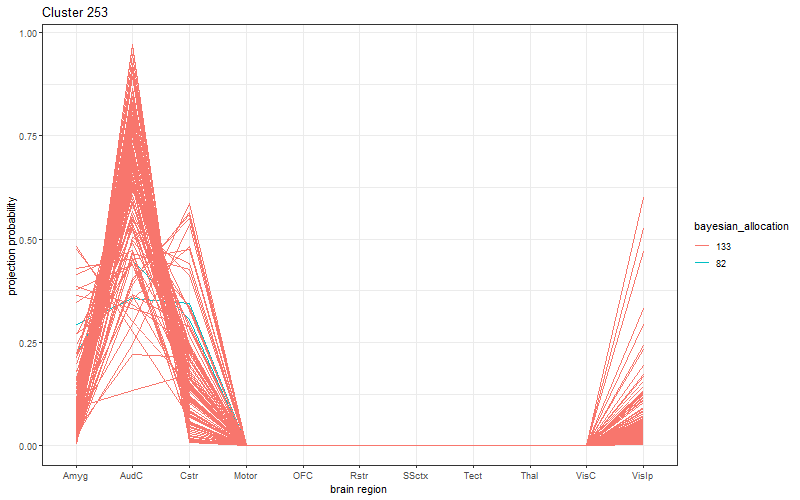 Cluster 253
1.00
0.75
0.50
0.25
0.00
projection probability
Amyg AudC Cstr Motor OFC Rstr SSctx Tect Thal VisC VisIp
brain region
bayesian_allocation
133
82